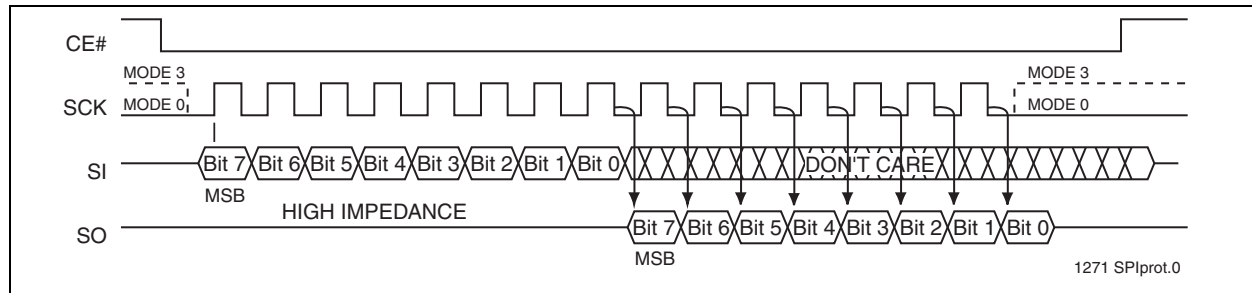 CE#
MODE 3 MODE 3
SCK MODE 0 MODE 0
SI Bit 7 Bit 6 Bit 5 Bit 4 Bit 3 Bit 2 Bit 1 Bit 0 DON'T CARE
MSB
HIGH IMPEDANCE
SO Bit 7 Bit 6 Bit 5 Bit 4 Bit 3 Bit 2 Bit 1 Bit 0
MSB
1271 SPIprot.0